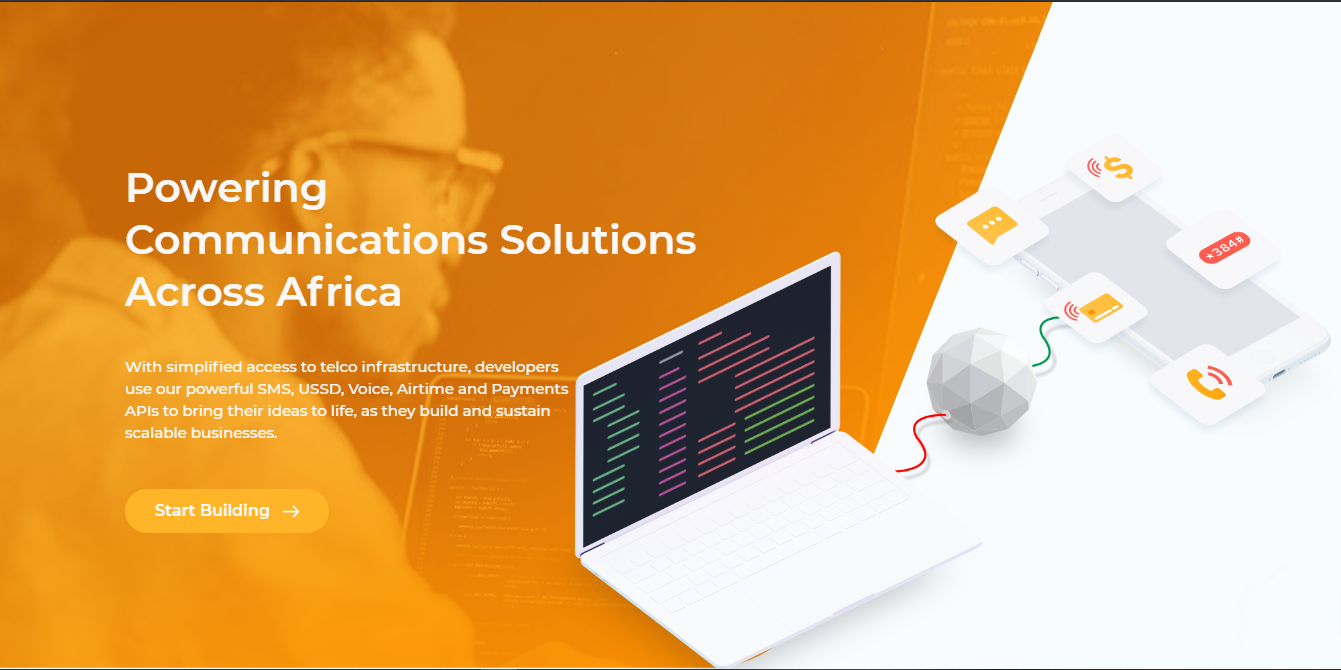 Powering
Communications Solutions
Across Africa
With simplified access to telco infrastructure, developers
use our powerful SMS, USSD, Voice, Airtime and Payments
APIs to bring their ideas to life, as they build and sustain
scalable businesses.
Start Building
*384#